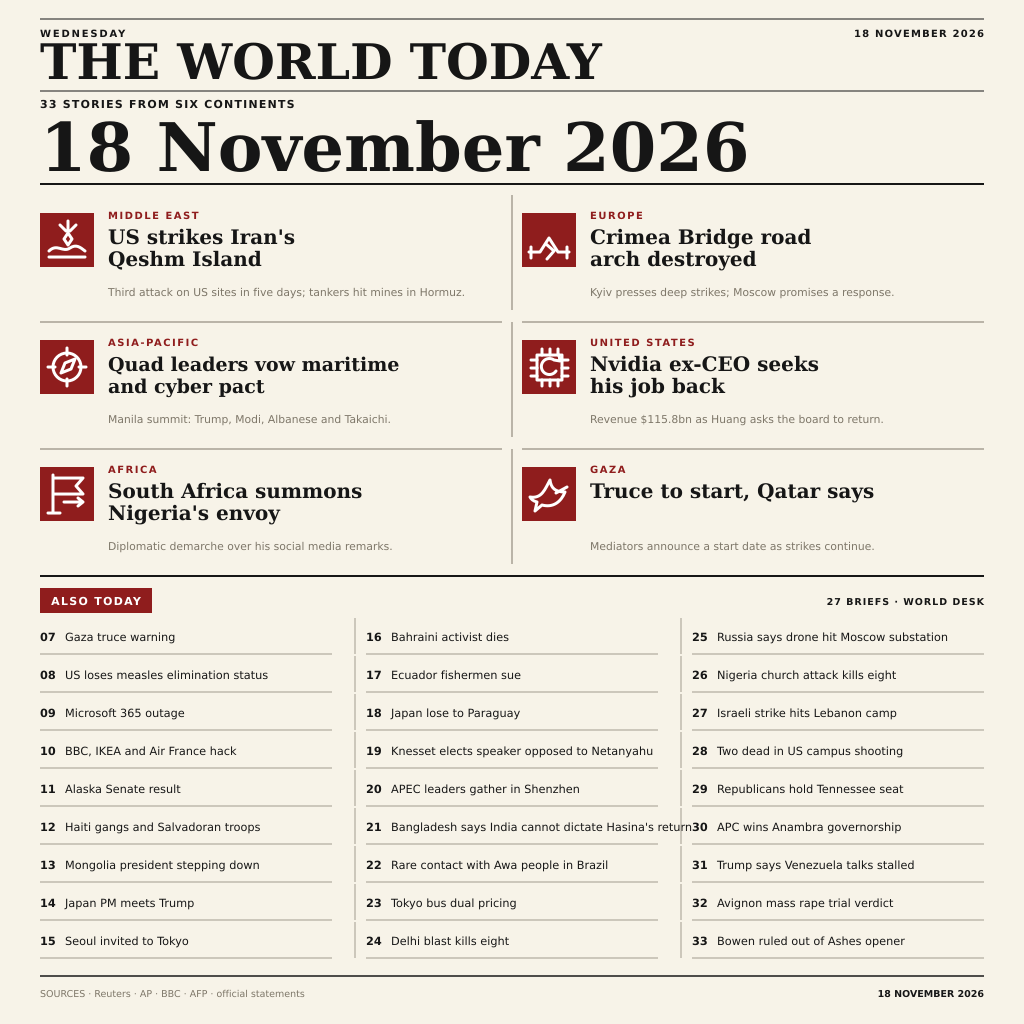 WEDNESDAY
18 NOVEMBER 2026
THE WORLD TODAY
33 STORIES FROM SIX CONTINENTS
18 November 2026
MIDDLE EAST
US strikes Iran's
Qeshm Island
Third attack on US sites in five days; tankers hit mines in Hormuz.
EUROPE
Crimea Bridge road
arch destroyed
Kyiv presses deep strikes; Moscow promises a response.
ASIA-PACIFIC
Quad leaders vow maritime
and cyber pact
Manila summit: Trump, Modi, Albanese and Takaichi.
UNITED STATES
Nvidia ex-CEO seeks
his job back
Revenue $115.8bn as Huang asks the board to return.
AFRICA
South Africa summons
Nigeria's envoy
Diplomatic demarche over his social media remarks.
GAZA
Truce to start, Qatar says
Mediators announce a start date as strikes continue.
ALSO TODAY
27 BRIEFS · WORLD DESK
07 Gaza truce warning
08 US loses measles elimination status
09 Microsoft 365 outage
10 BBC, IKEA and Air France hack
11 Alaska Senate result
12 Haiti gangs and Salvadoran troops
13 Mongolia president stepping down
14 Japan PM meets Trump
15 Seoul invited to Tokyo
16 Bahraini activist dies
17 Ecuador fishermen sue
18 Japan lose to Paraguay
19 Knesset elects speaker opposed to Netanyahu
20 APEC leaders gather in Shenzhen
21 Bangladesh says India cannot dictate Hasina's return
22 Rare contact with Awa people in Brazil
23 Tokyo bus dual pricing
24 Delhi blast kills eight
25 Russia says drone hit Moscow substation
26 Nigeria church attack kills eight
27 Israeli strike hits Lebanon camp
28 Two dead in US campus shooting
29 Republicans hold Tennessee seat
30 APC wins Anambra governorship
31 Trump says Venezuela talks stalled
32 Avignon mass rape trial verdict
33 Bowen ruled out of Ashes opener
SOURCES · Reuters · AP · BBC · AFP · official statements
18 NOVEMBER 2026